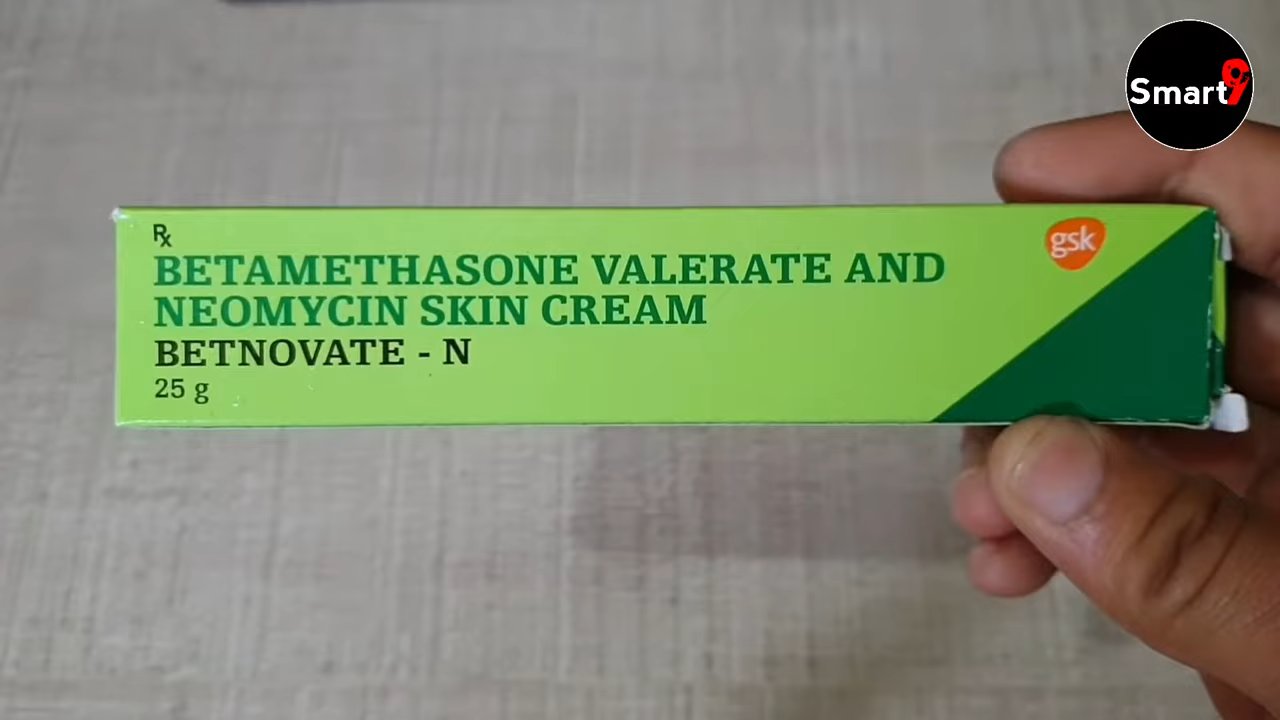 Smart9
Rx
BETAMETHASONE VALERATE AND
NEOMYCIN SKIN CREAM
BETNOVATE - N
25 g
gsk